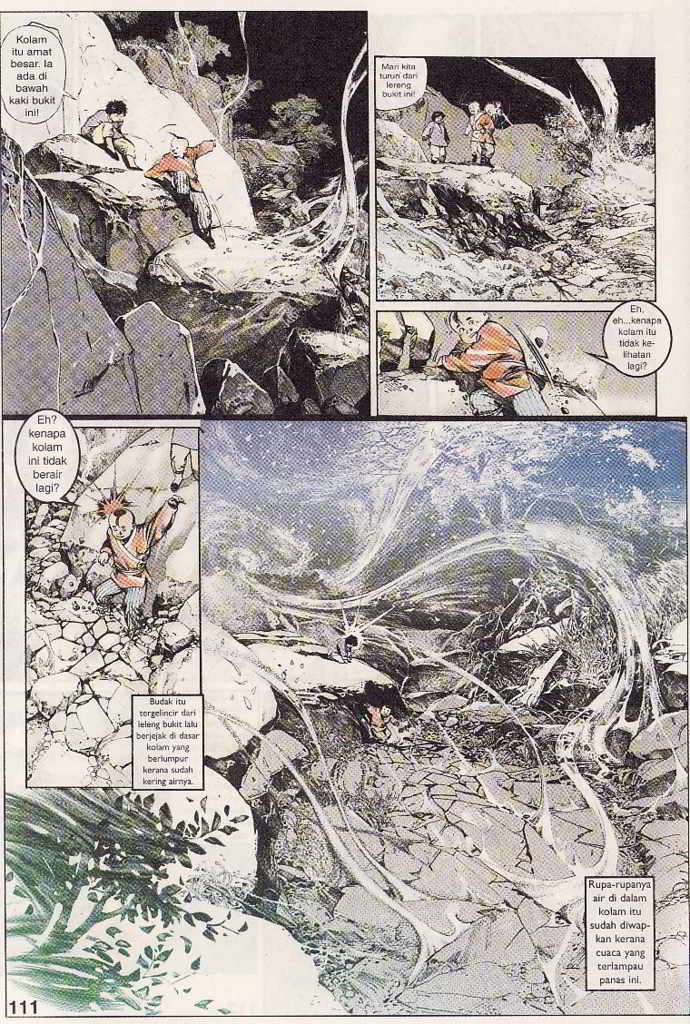 Kolam
itu amat
besar. Ia
ada di
bawah
kaki bukit
ini!
Mari kita
turun dari
lereng
bukit ini!
Eh,
eh...kenapa
kolam itu
tidak ke-
lihatan
lagi?
Eh?
kenapa
kolam
ini tidak
berair
lagi?
Budak itu
tergelincir dari
leleng bukit lalu
berjejak di dasar
kolam yang
berlumpur
kerana sudah
kering airnya.
Rupa-rupanya
air di dalam
kolam itu
sudah diwap-
kan kerana
cuaca yang
terlampau
panas ini.
111